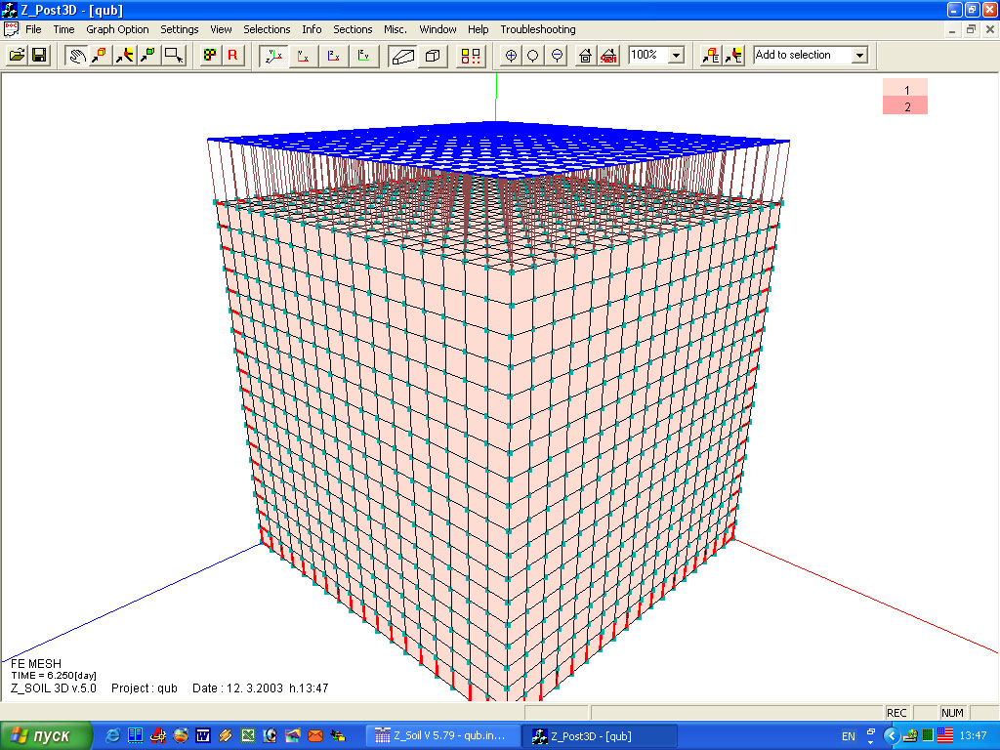 Z_Post3D - [qub]
File Time Graph Option Settings View Selections Info Sections Misc. Window Help Troubleshooting
R 100% Add to selection
1
2
FE MESH
TIME = 6.250[day]
Z_SOIL 3D v.5.0 Project : qub Date : 12. 3.2003 h.13:47
REC NUM
пуск Z_Soil V 5.79 - qub.in... Z_Post3D - [qub] EN 13:47